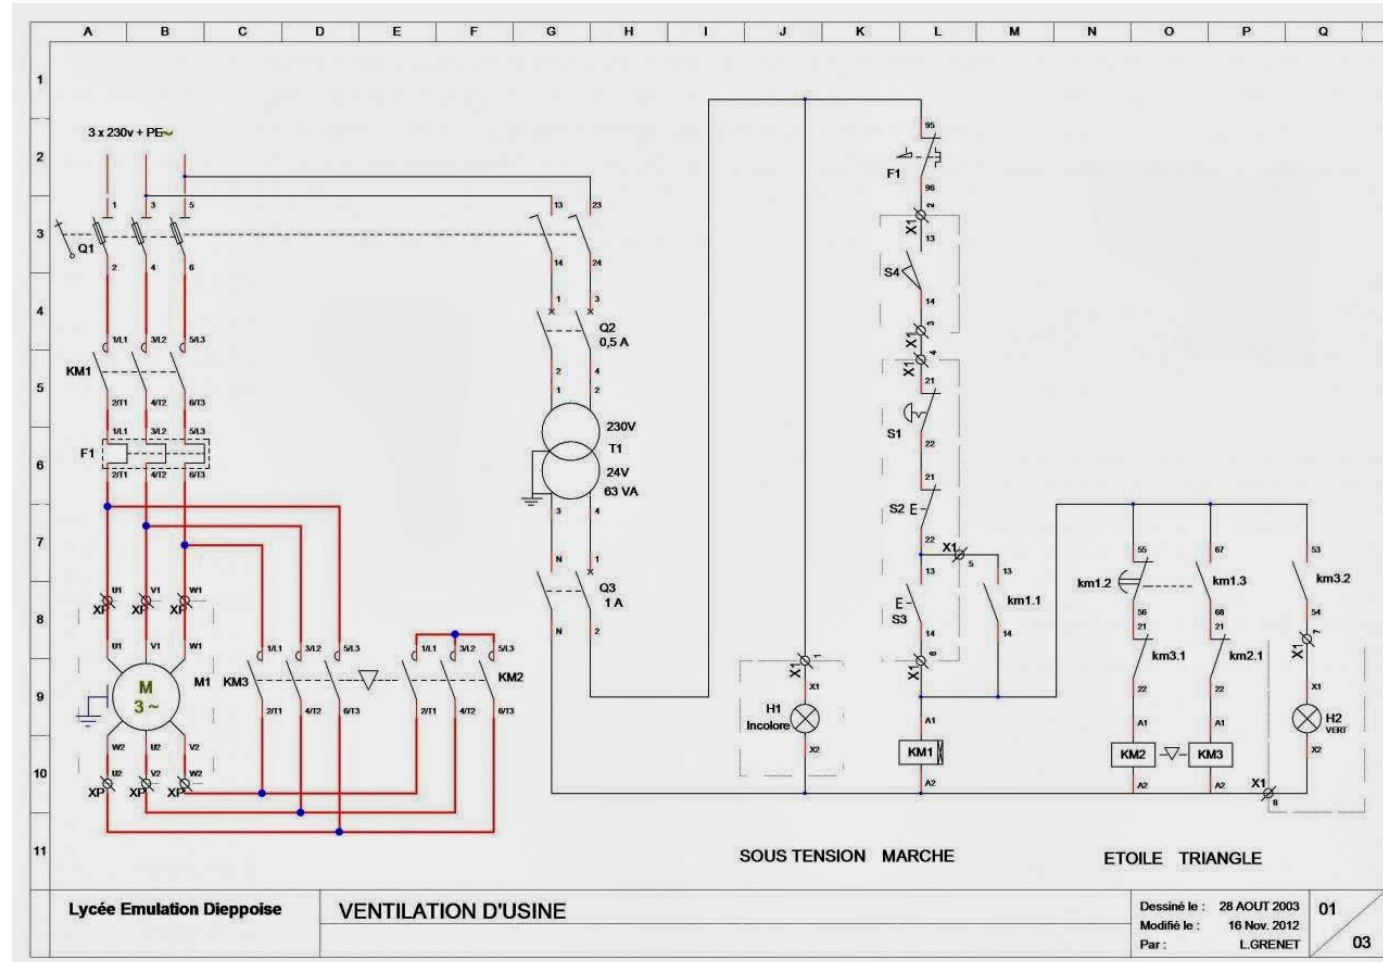 A B C D E F G H I J K L M N O P Q
1
95
3 x 230v + PE~
2
F1
96
1 3 5
13 23
X1 2
3
Q1
13
2 4 6
14 24
S4
14
4
1 3
Q2
0,5 A
X1 3
1/L1 3/L2 5/L3
X1 4
KM1
2 4
21
5
1 2
2/T1 4/T2 6/T3
S1
230V
1/L1 3/L2 5/L3
T1
22
F1
6
24V
2/T1 4/T2 6/T3
21
63 VA
S2 E
3 4
22
7
X1 5
55 67 53
N 1
13 13
km1.2 km1.3 km3.2
Q3
1 A
U1 V1 W1
XP XP XP
E
S3
km1.1
8
56 68 54
N 2
14 14
21 21
X1 7
U1 V1 W1
1/L1 3/L2 5/L3
1/L1 3/L2 5/L3
km3.1 km2.1
X1 1
X1 6
M
3 ~
M1
KM3
KM2
9
22 22
X1
X1
2/T1 4/T2 6/T3
2/T1 4/T2 6/T3
H1
Incolore
A1
A1 A1
H2
VERT
W2 U2 V2
X2
KM1
KM2 KM3
X2
10
U2 V2 W2
XP XP XP
A2
A2 A2
X1 8
11
SOUS TENSION MARCHE
ETOILE TRIANGLE
Lycée Emulation Dieppoise
VENTILATION D'USINE
Dessiné le : 28 AOUT 2003
Modifié le : 16 Nov. 2012
Par : L.GRENET
01
03